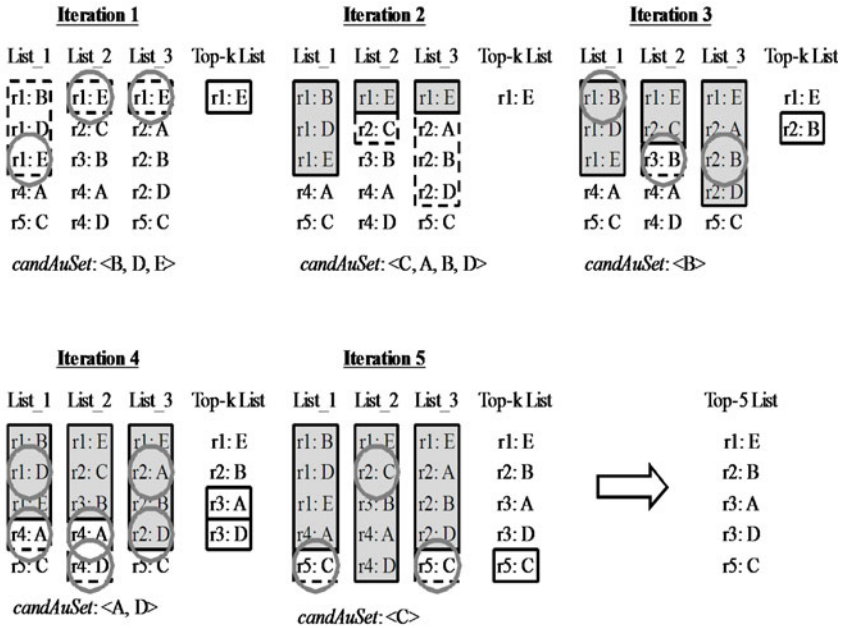 Iteration 1
List_1 List_2 List_3 Top-k List
r1: B r1: E r1: E r1: E
r1: D r2: C r2: A
r1: E r3: B r2: B
r4: A r4: A r2: D
r5: C r4: D r5: C
candAuSet: <B, D, E>
Iteration 2
List_1 List_2 List_3 Top-k List
r1: B r1: E r1: E r1: E
r1: D r2: C r2: A
r1: E r3: B r2: B
r4: A r4: A r2: D
r5: C r4: D r5: C
candAuSet: <C, A, B, D>
Iteration 3
List_1 List_2 List_3 Top-k List
r1: B r1: E r1: E r1: E
r1: D r2: C r2: A r2: B
r1: E r3: B r2: B
r4: A r4: A r2: D
r5: C r4: D r5: C
candAuSet: <B>
Iteration 4
List_1 List_2 List_3 Top-k List
r1: B r1: E r1: E r1: E
r1: D r2: C r2: A r2: B
r1: E r3: B r2: B r3: A
r4: A r4: A r2: D r3: D
r5: C r4: D r5: C
candAuSet: <A, D>
Iteration 5
List_1 List_2 List_3 Top-k List
r1: B r1: E r1: E r1: E
r1: D r2: C r2: A r2: B
r1: E r3: B r2: B r3: A
r4: A r4: A r2: D r3: D
r5: C r4: D r5: C r5: C
candAuSet: <C>
Top-5 List
r1: E
r2: B
r3: A
r3: D
r5: C